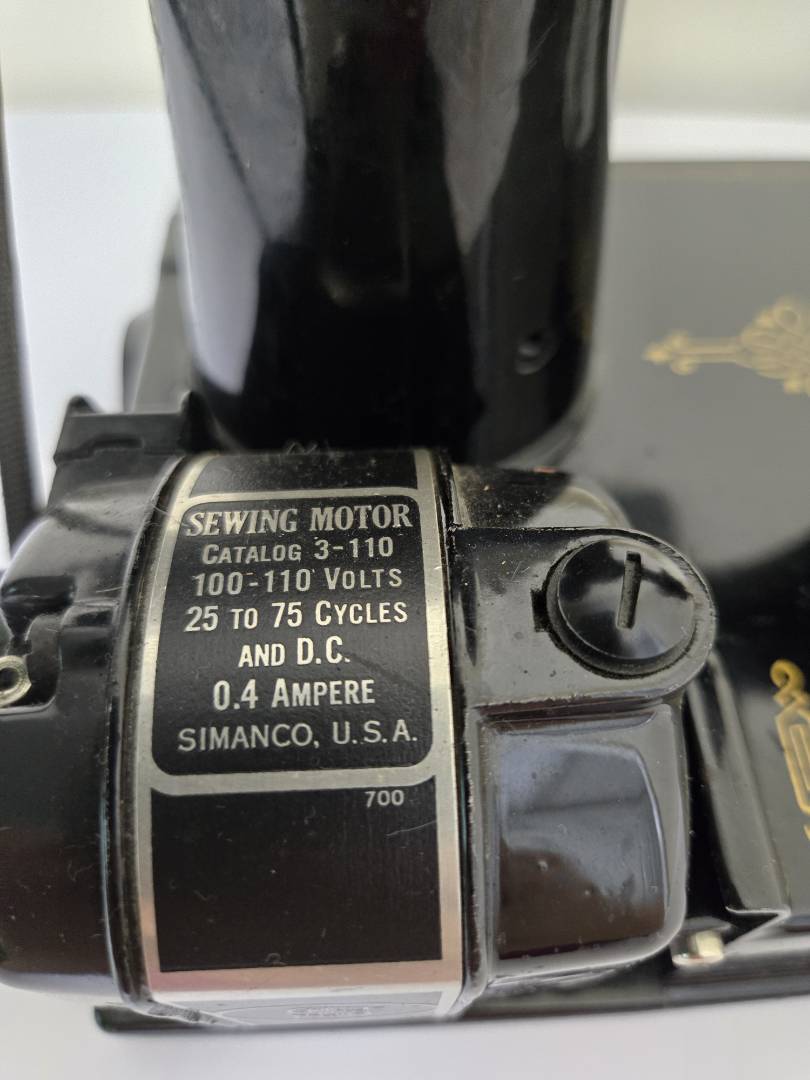 SEWING MOTOR
CATALOG 3-110
100-110 VOLTS
25 TO 75 CYCLES
AND D.C.
0.4 AMPERE
SIMANCO, U.S.A.
700